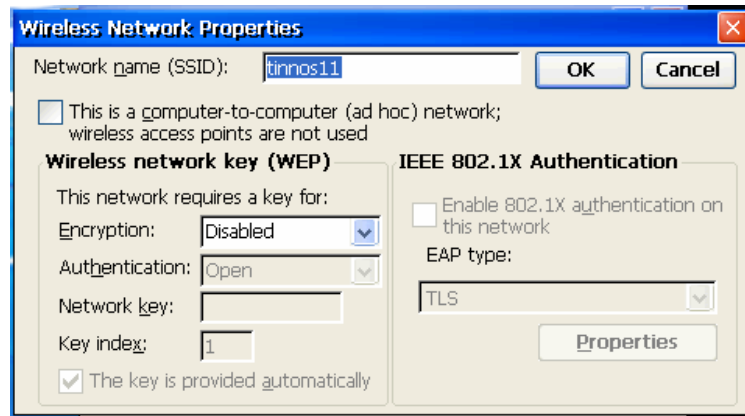 Wireless Network Properties
Network name (SSID): tinnos11 OK Cancel
This is a computer-to-computer (ad hoc) network;
wireless access points are not used
Wireless network key (WEP)
This network requires a key for:
Encryption: Disabled
Authentication: Open
Network key:
Key index: 1
The key is provided automatically
IEEE 802.1X Authentication
Enable 802.1X authentication on
this network
EAP type:
TLS
Properties